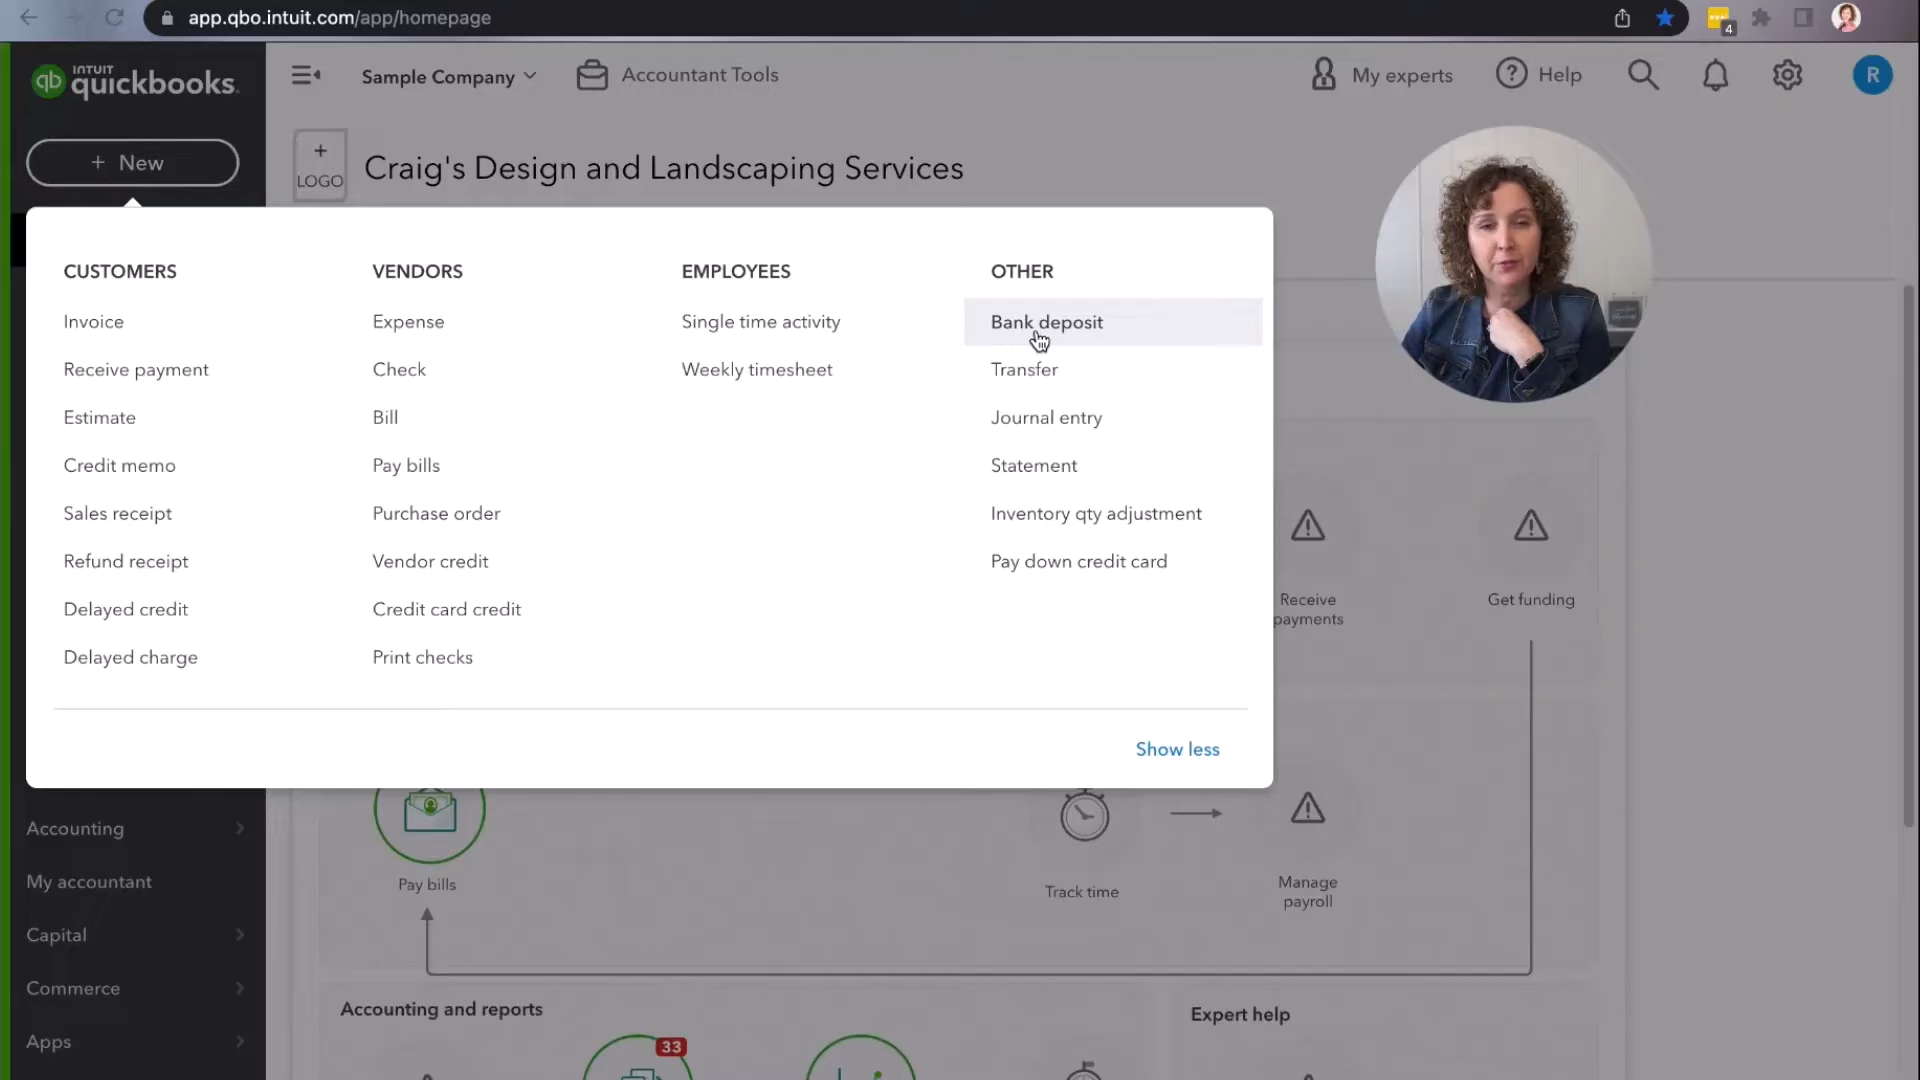 app.qbo.intuit.com/app/homepage
4
INTUIT
qb quickbooks.
Sample Company
Accountant Tools
My experts
Help
R
+ New
+
LOGO
Craig's Design and Landscaping Services
CUSTOMERS
Invoice
Receive payment
Estimate
Credit memo
Sales receipt
Refund receipt
Delayed credit
Delayed charge
VENDORS
Expense
Check
Bill
Pay bills
Purchase order
Vendor credit
Credit card credit
Print checks
EMPLOYEES
Single time activity
Weekly timesheet
OTHER
Bank deposit
Transfer
Journal entry
Statement
Inventory qty adjustment
Pay down credit card
Show less
Receive
payments
Get funding
Accounting
My accountant
Capital
Commerce
Apps
Pay bills
Track time
Manage
payroll
Accounting and reports
33
Expert help